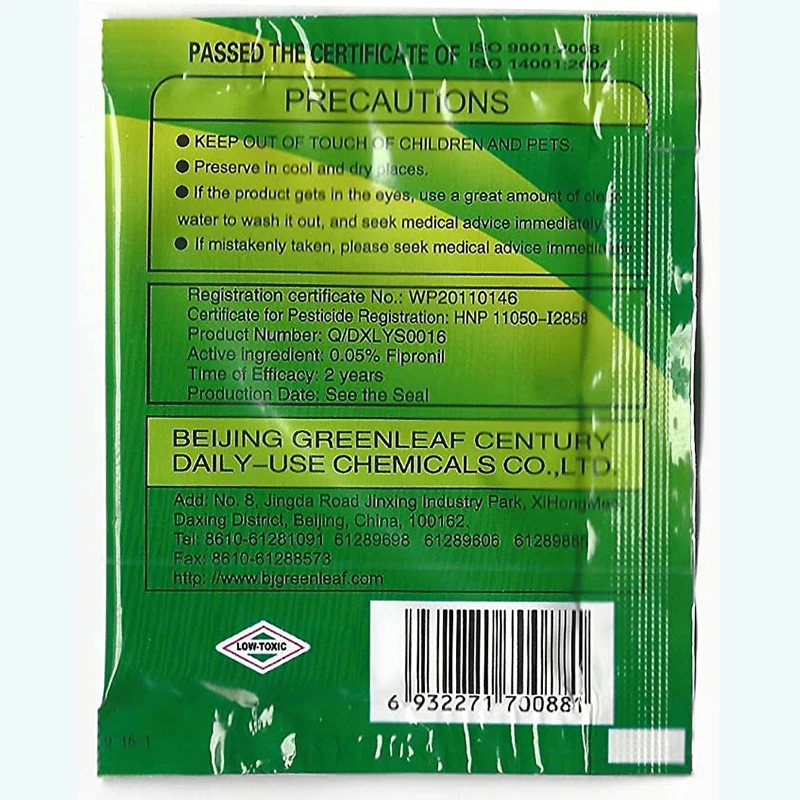 PASSED THE CERTIFICATE OF ISO 9001:2008
ISO 14001:2004
PRECAUTIONS
● KEEP OUT OF TOUCH OF CHILDREN AND PETS.
● Preserve in cool and dry places.
● If the product gets in the eyes, use a great amount of
water to wash it out, and seek medical advice immediately
● If mistakenly taken, please seek medical advice
Registration certificate No.: WP20110146
Certificate for Pesticide Registration: HNP 11050-I2858
Product Number: Q/DXLYS0016
Active ingredient: 0.05% Fipronil
Time of Efficacy: 2 years
Production Date: See the Seal
BEIJING GREENLEAF CENTURY
DAILY-USE CHEMICALS CO.,LTD.
Add: No. 8, Jingda Road Jinxing Industry Park,
Daxing District, Beijing, China, 100162.
Tel: 8610-61281091 61289698 61289606
Fax: 8610-61288573
http: //www.bjgreenleaf.com
LOW-TOXIC
6 932271 700881